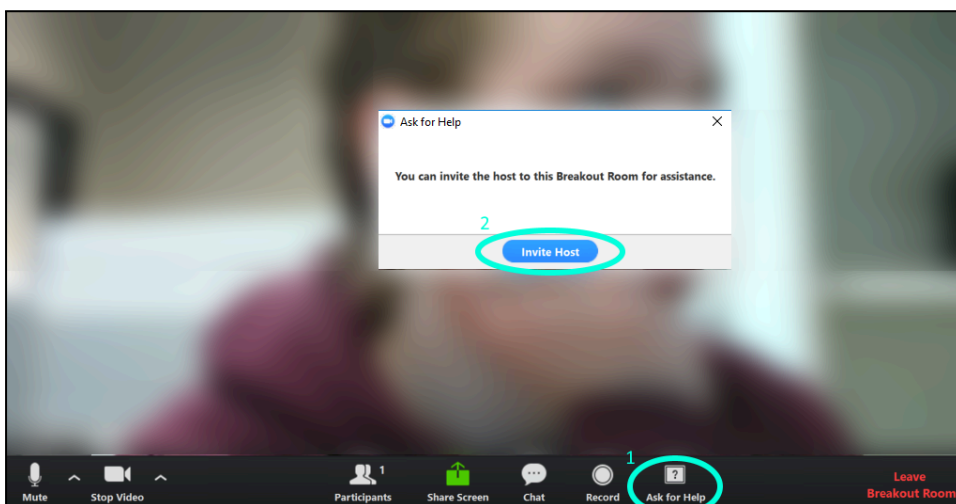 Ask for Help
You can invite the host to this Breakout Room for assistance.
2
Invite Host
1
1
Mute
Stop Video
Participants
Share Screen
Chat
Record
Ask for Help
Leave
Breakout Room